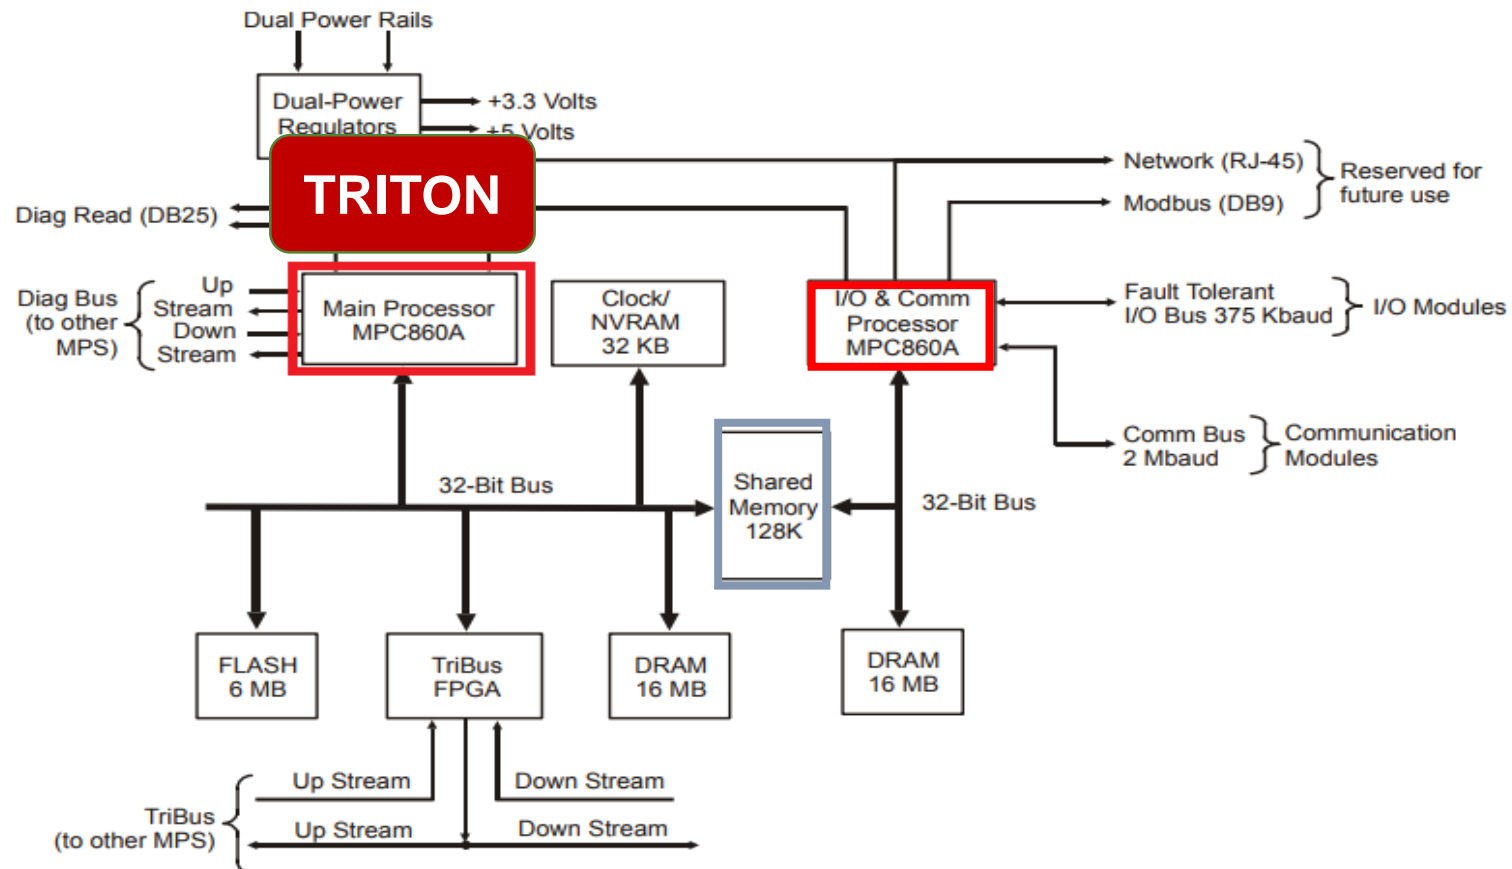 Dual Power Rails
Dual-Power
Regulators
+3.3 Volts
+5 Volts
TRITON
Network (RJ-45)
Modbus (DB9)
Reserved for
future use
Diag Read (DB25)
Diag Bus
(to other
MPS)
Up
Stream
Down
Stream
Main Processor
MPC860A
Clock/
NVRAM
32 KB
I/O & Comm
Processor
MPC860A
Fault Tolerant
I/O Bus 375 Kbaud
I/O Modules
Comm Bus
2 Mbaud
Communication
Modules
32-Bit Bus
Shared
Memory
128K
32-Bit Bus
FLASH
6 MB
TriBus
FPGA
DRAM
16 MB
DRAM
16 MB
Up Stream
Down Stream
TriBus
(to other MPS)
Up Stream
Down Stream